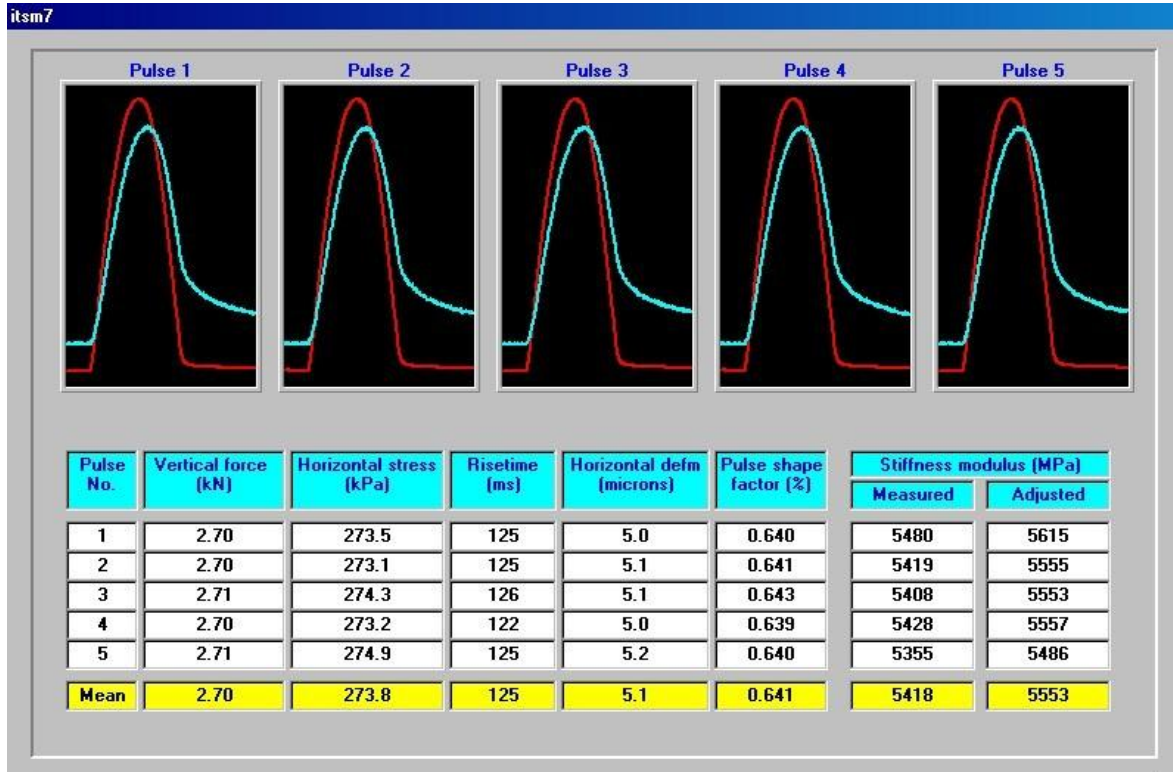 itsm7
Pulse 1 Pulse 2 Pulse 3 Pulse 4 Pulse 5
Pulse No. Vertical force (kN) Horizontal stress (kPa) Risetime (ms) Horizontal defm (microns) Pulse shape factor (%) Stiffness modulus (MPa)
Measured Adjusted
1 2.70 273.5 125 5.0 0.640 5480 5615
2 2.70 273.1 125 5.1 0.641 5419 5555
3 2.71 274.3 126 5.1 0.643 5408 5553
4 2.70 273.2 122 5.0 0.639 5428 5557
5 2.71 274.9 125 5.2 0.640 5355 5486
Mean 2.70 273.8 125 5.1 0.641 5418 5553